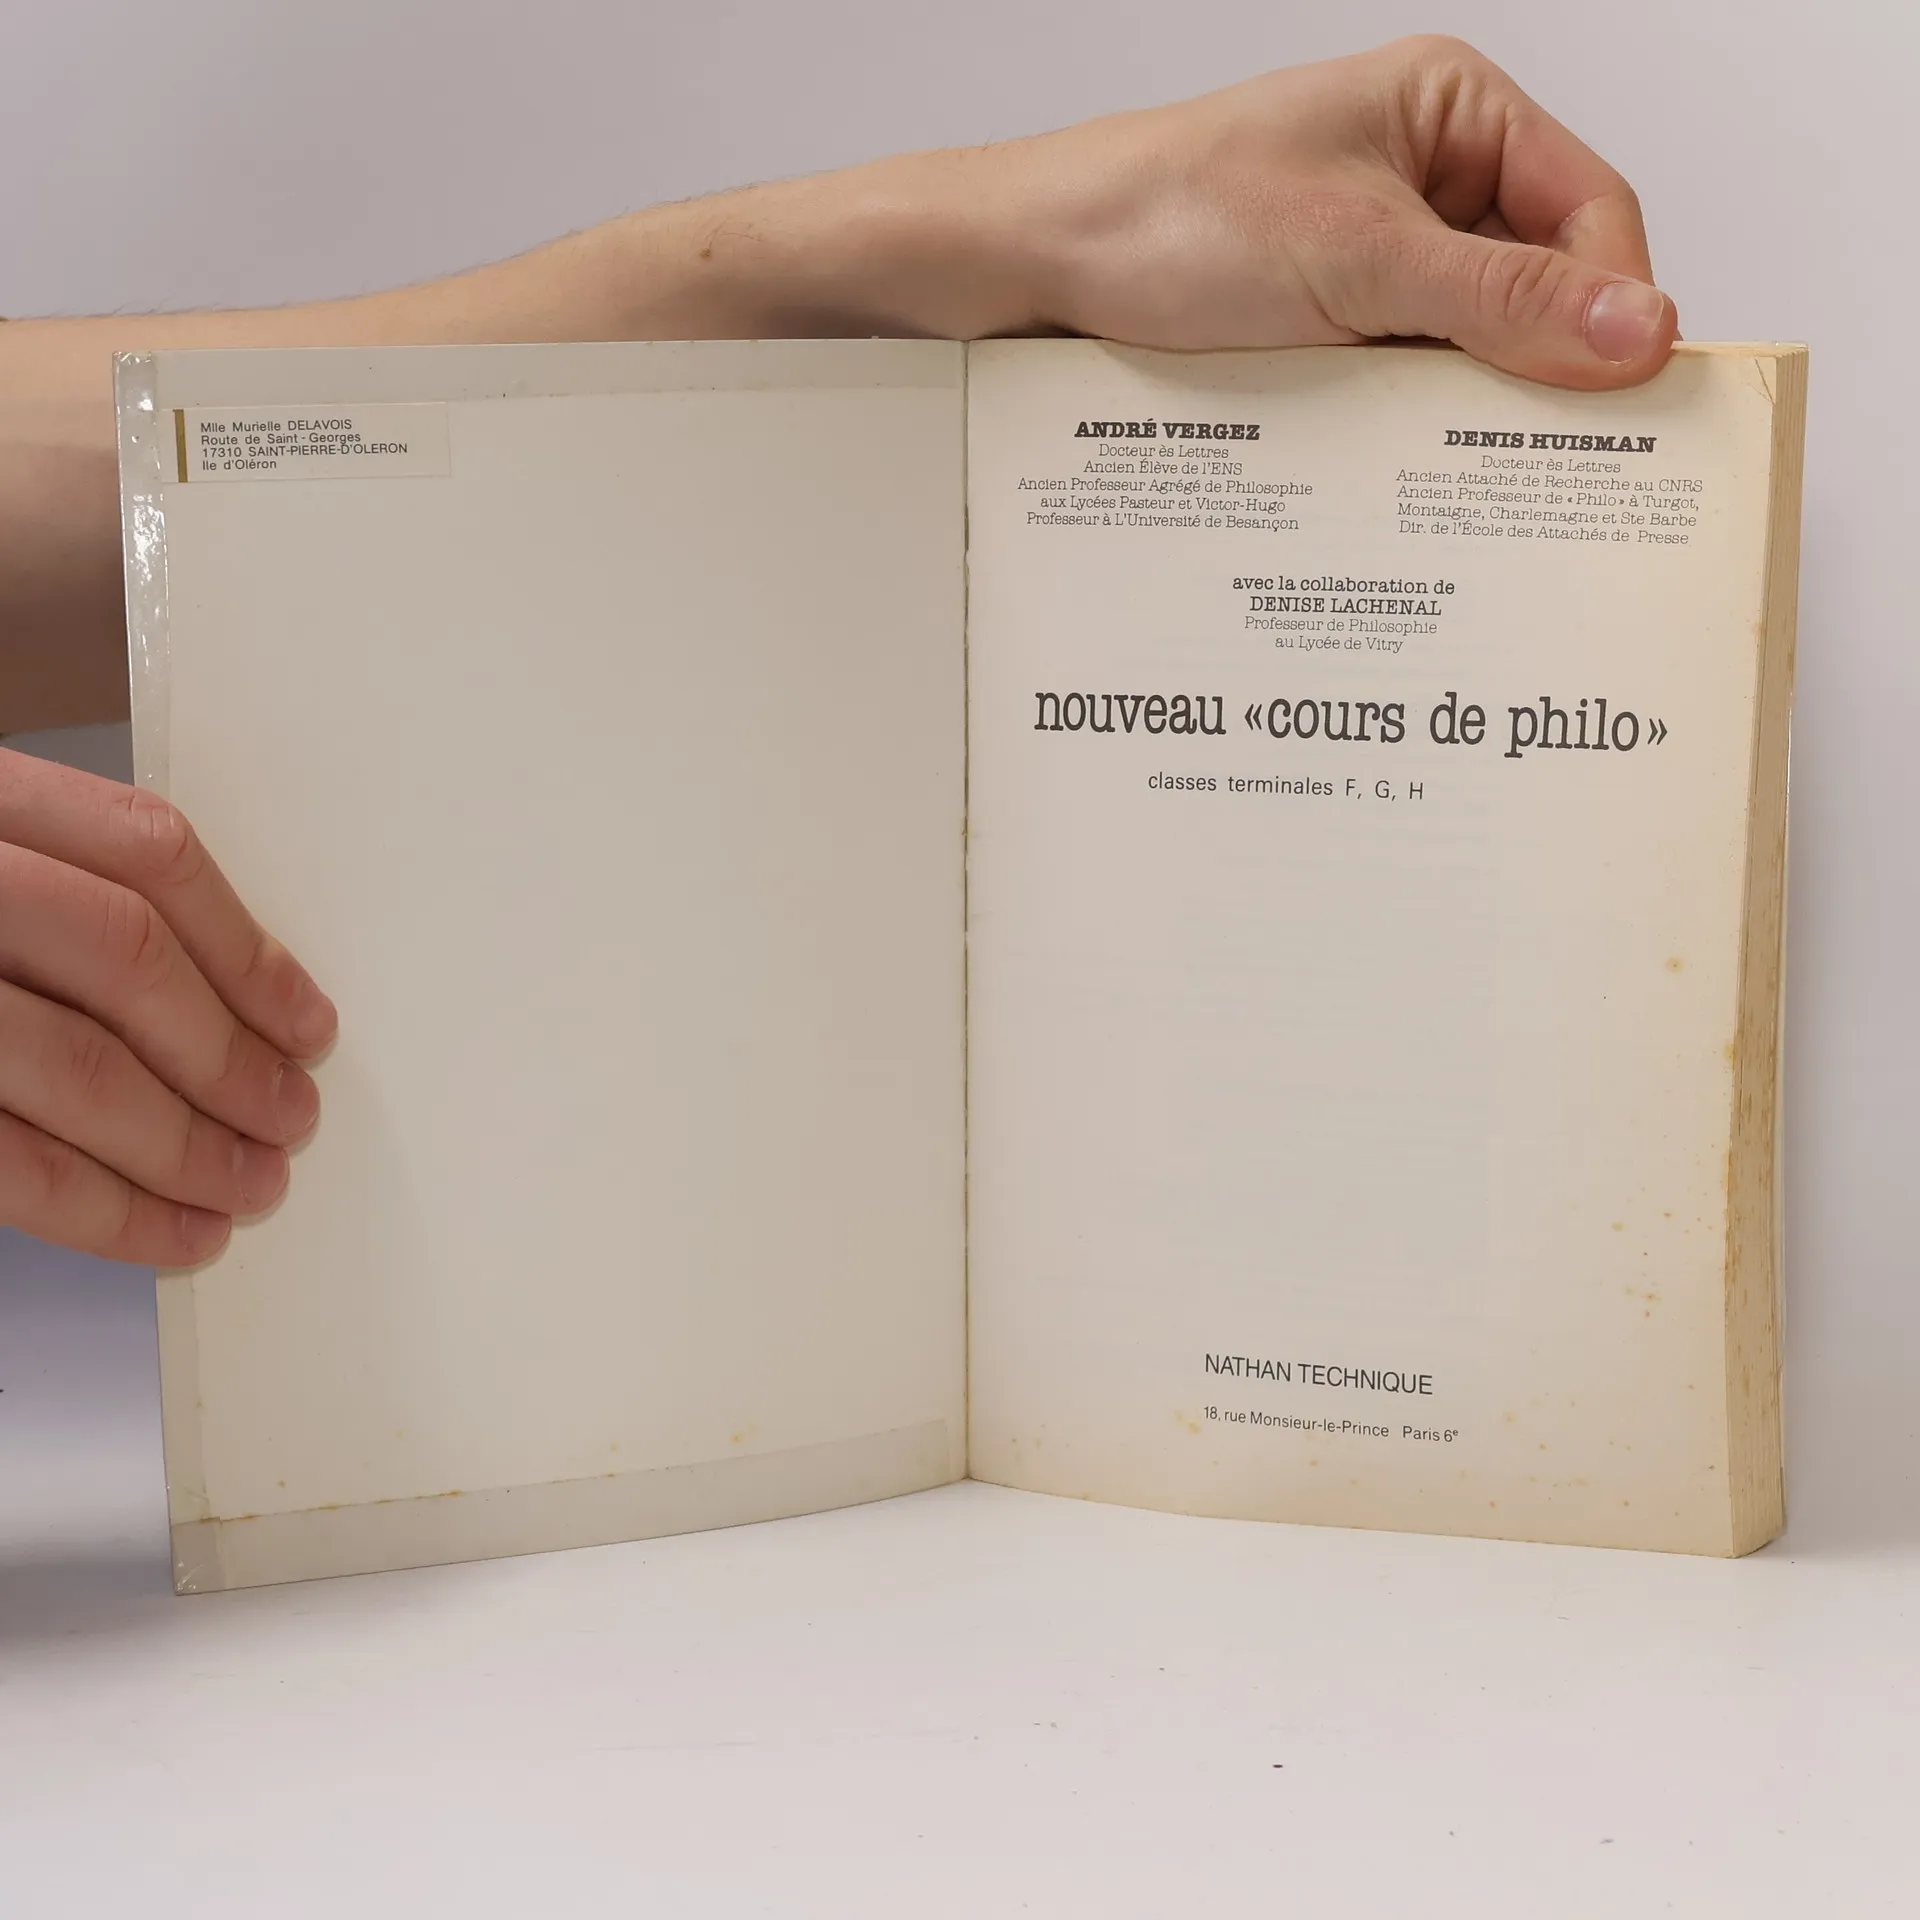 Mlle Murielle DELAVOIS
Route de Saint-Georges
17310 SAINT-PIERRE-D'OLERON
Ile d'Oléron
ANDRÉ VERGEZ
Docteur ès Lettres
Ancien Élève de l'ENS
Ancien Professeur Agrégé de Philosophie
aux Lycées Pasteur et Victor-Hugo
Professeur à L'Université de Besançon
DENIS HUISMAN
Docteur ès Lettres
Ancien Attaché de Recherche au CNRS
Ancien Professeur de «Philo» à Turgot,
Montaigne, Charlemagne et Ste Barbe
Dir. de l'École des Attachés de Presse
avec la collaboration de
DENISE LACHENAL
Professeur de Philosophie
au Lycée de Vitry
nouveau «cours de philo»
classes terminales F, G, H
NATHAN TECHNIQUE
18, rue Monsieur-le-Prince Paris 6ᵉ